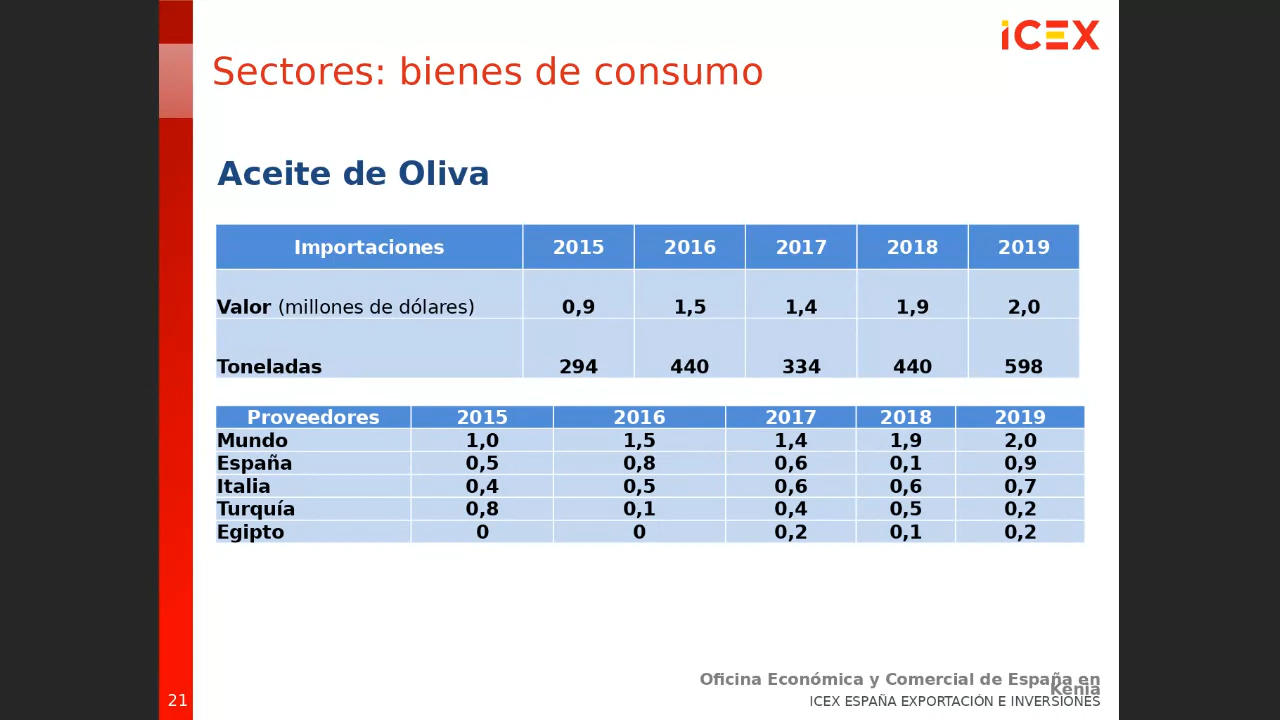 iCEX
Sectores: bienes de consumo
Aceite de Oliva
Importaciones 2015 2016 2017 2018 2019
Valor (millones de dólares) 0,9 1,5 1,4 1,9 2,0
Toneladas 294 440 334 440 598
Proveedores 2015 2016 2017 2018 2019
Mundo 1,0 1,5 1,4 1,9 2,0
España 0,5 0,8 0,6 0,1 0,9
Italia 0,4 0,5 0,6 0,6 0,7
Turquía 0,8 0,1 0,4 0,5 0,2
Egipto 0 0 0,2 0,1 0,2
Oficina Económica y Comercial de España en
Kenia
ICEX ESPAÑA EXPORTACIÓN E INVERSIONES
21